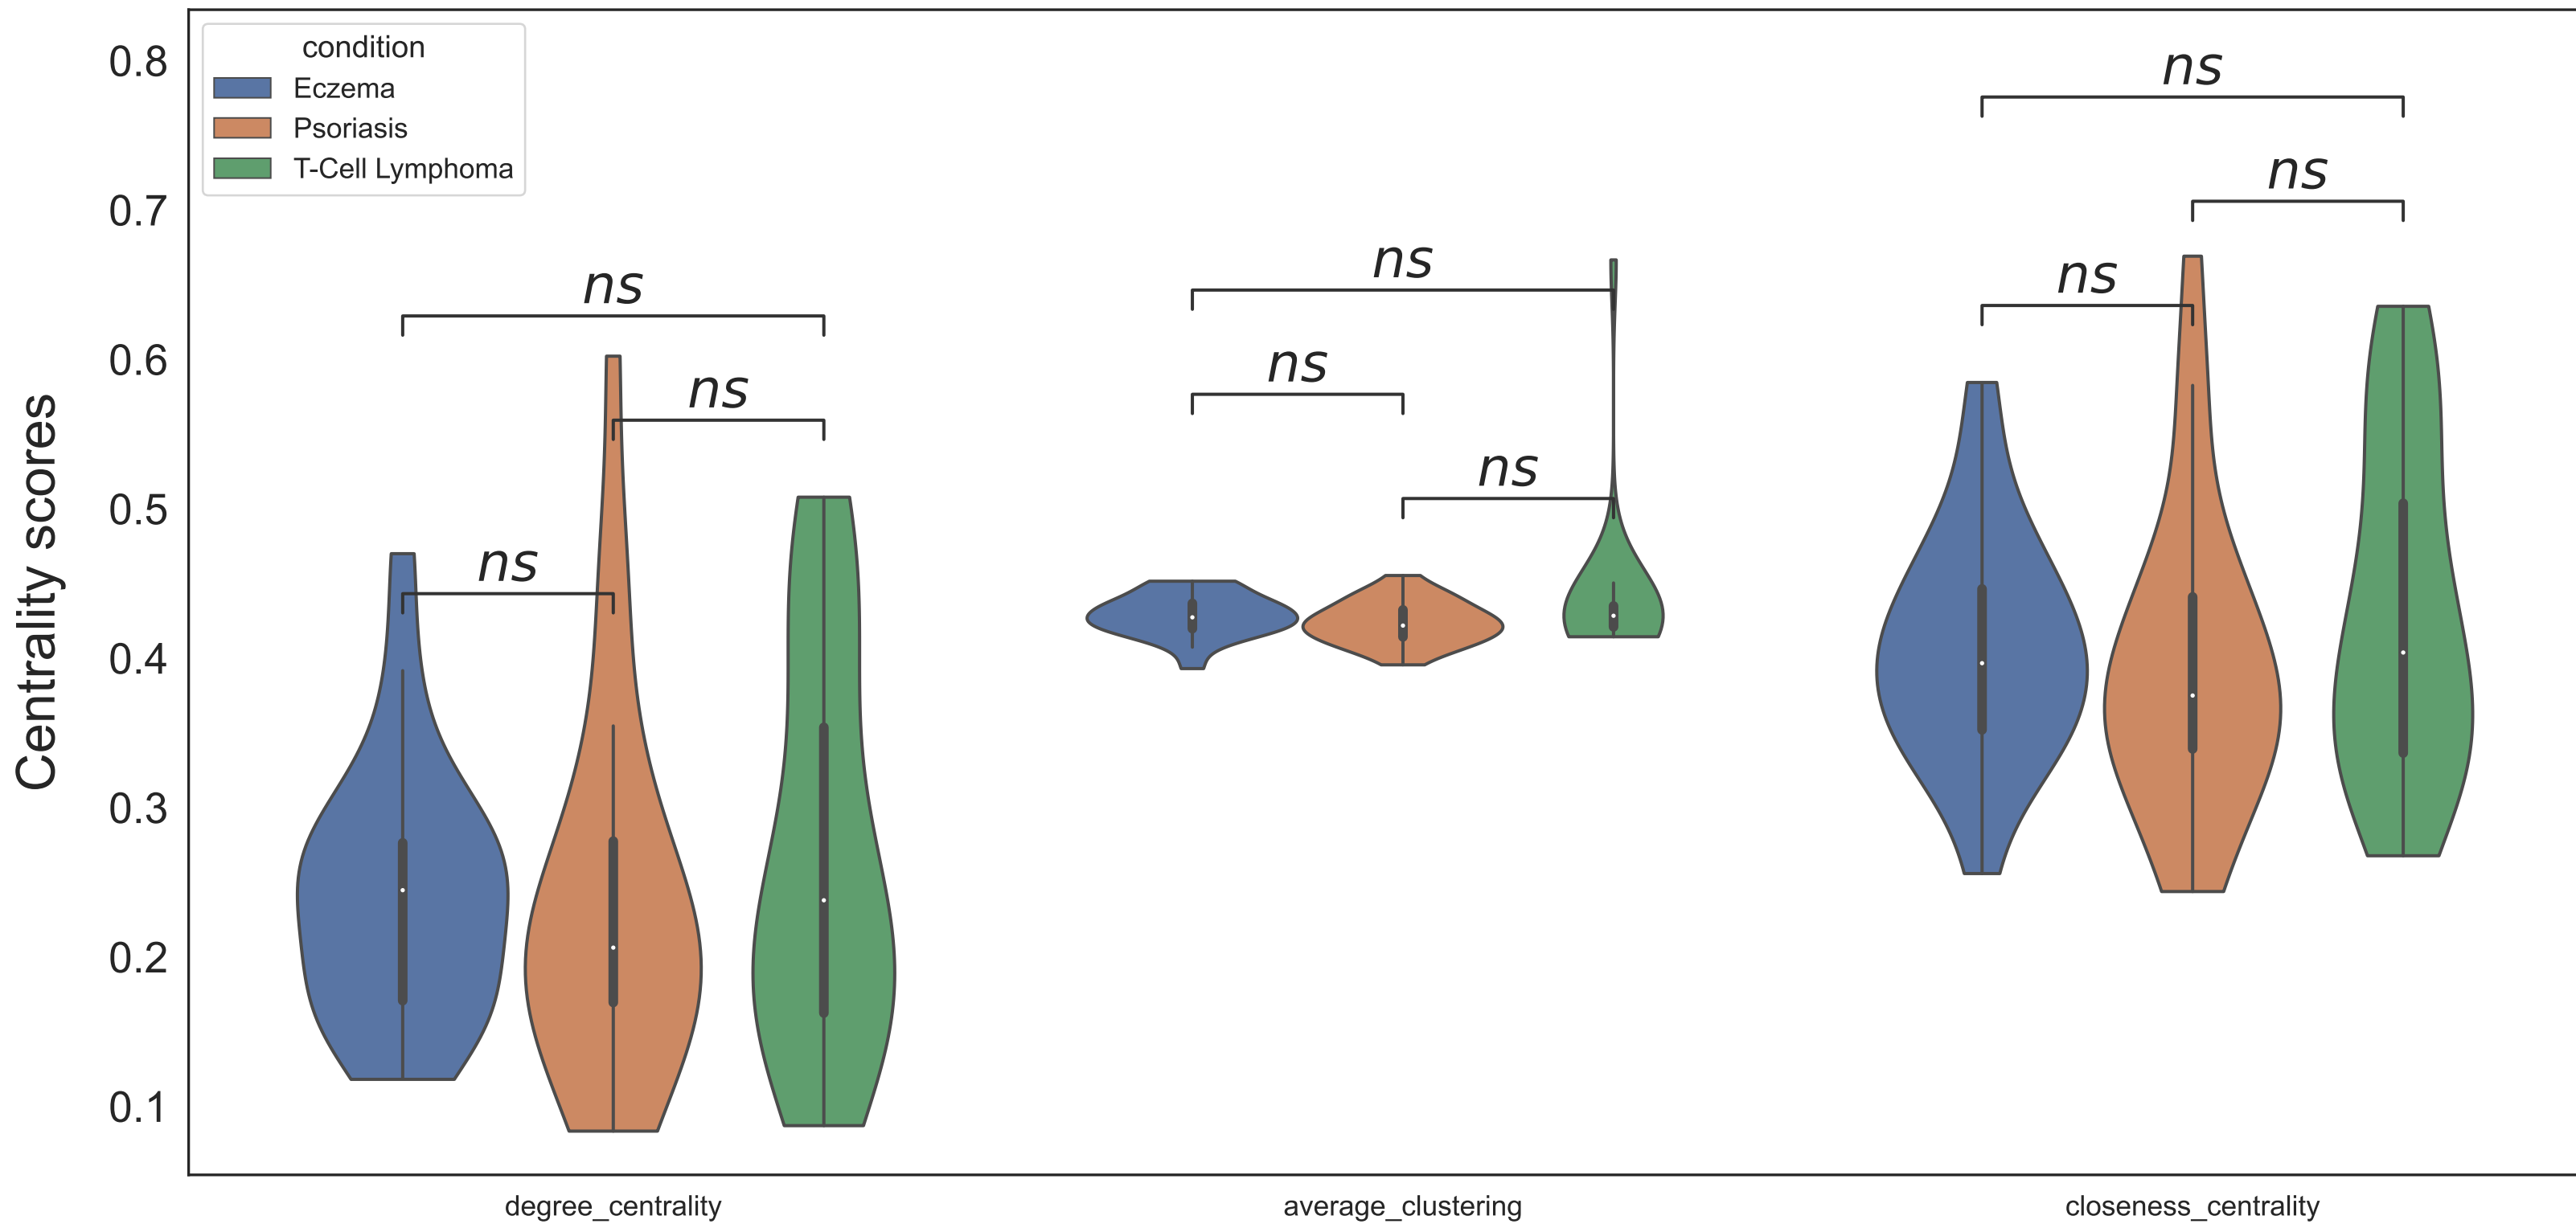 condition
Eczema
Psoriasis
T-Cell Lymphoma
Centrality scores
0.8
0.7
0.6
0.5
0.4
0.3
0.2
0.1
ns
ns
ns
ns
ns
ns
ns
ns
ns
degree_centrality
average_clustering
closeness_centrality